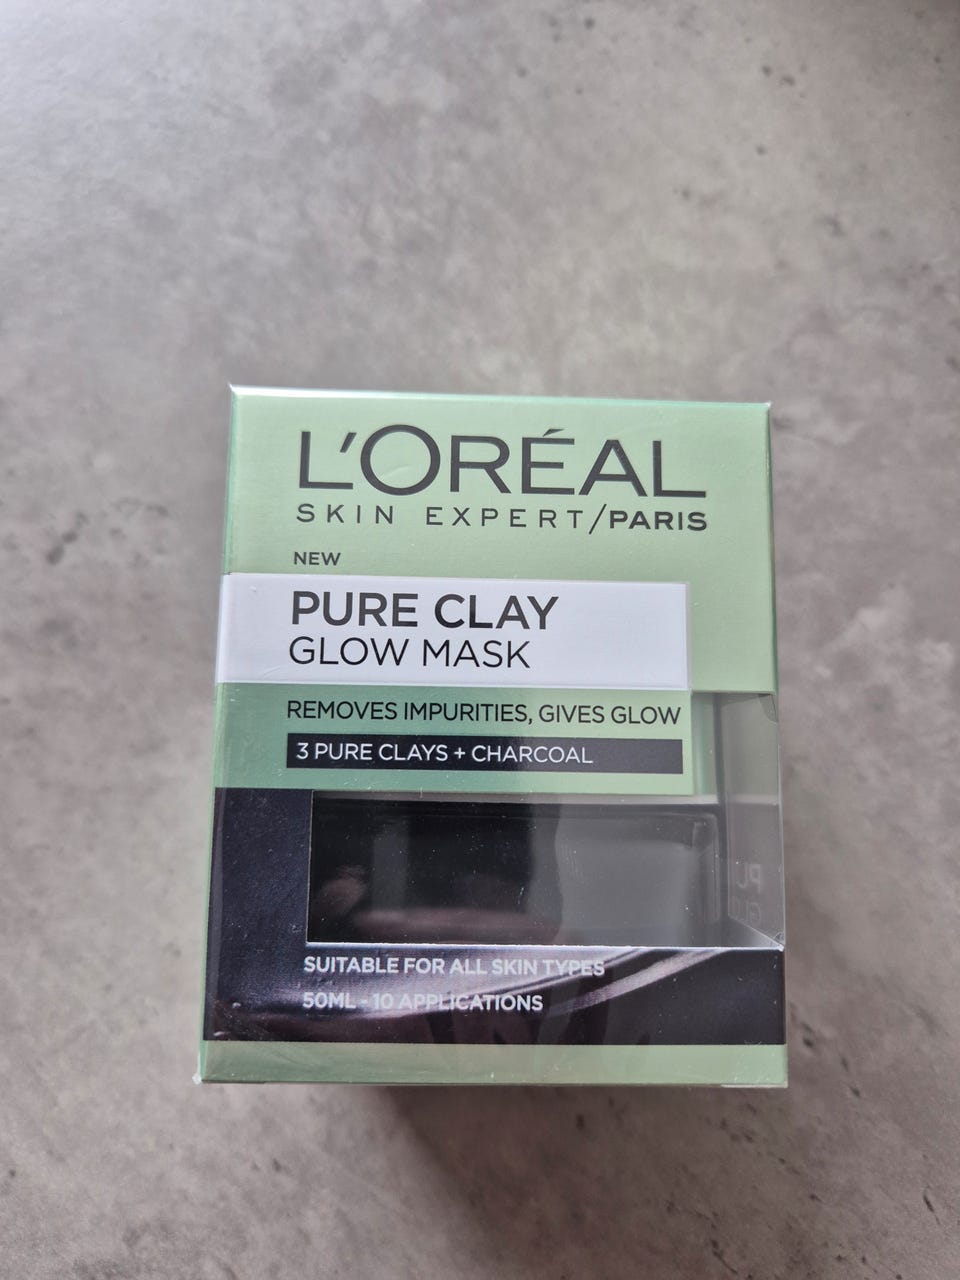 L'ORÉAL
SKIN EXPERT/PARIS
NEW
PURE CLAY
GLOW MASK
REMOVES IMPURITIES, GIVES GLOW
3 PURE CLAYS + CHARCOAL
SUITABLE FOR ALL SKIN TYPES
50ML - 10 APPLICATIONS